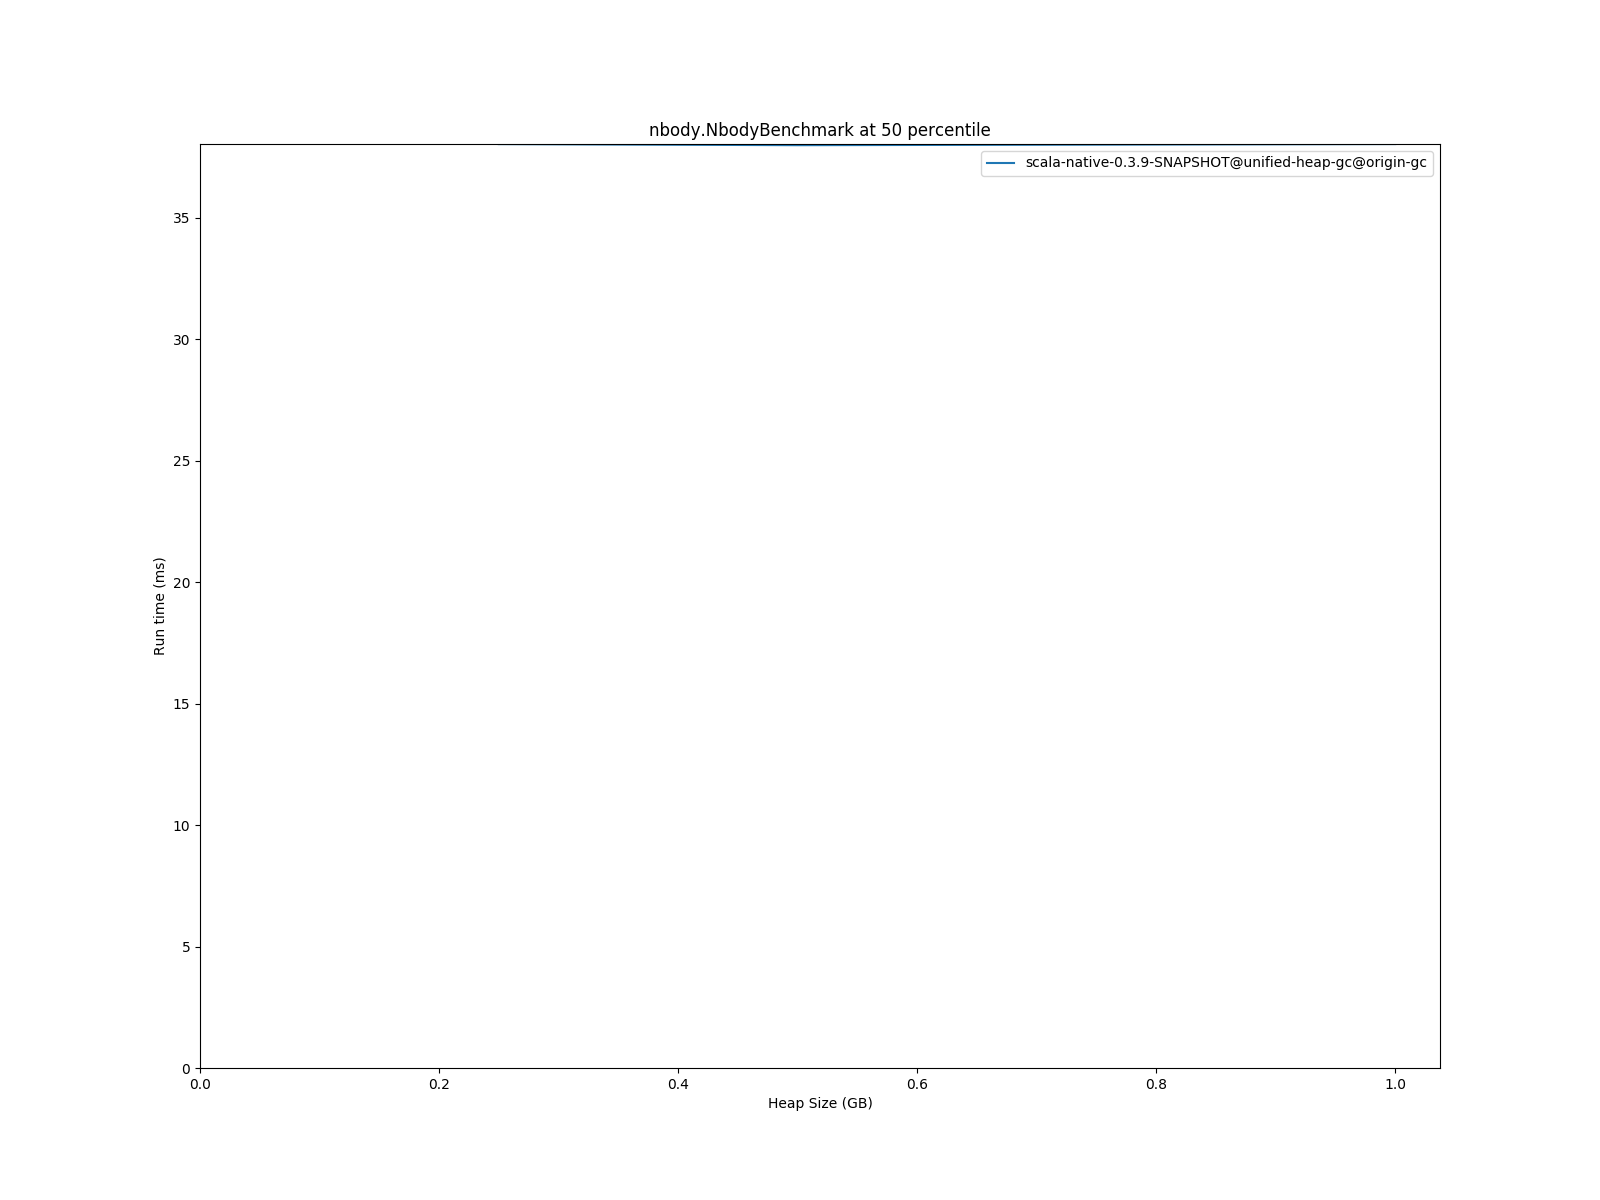 nbody.NbodyBenchmark at 50 percentile
scala-native-0.3.9-SNAPSHOT@unified-heap-gc@origin-gc
35
30
25
20
15
10
5
0
Run time (ms)
0.0 0.2 0.4 0.6 0.8 1.0
Heap Size (GB)